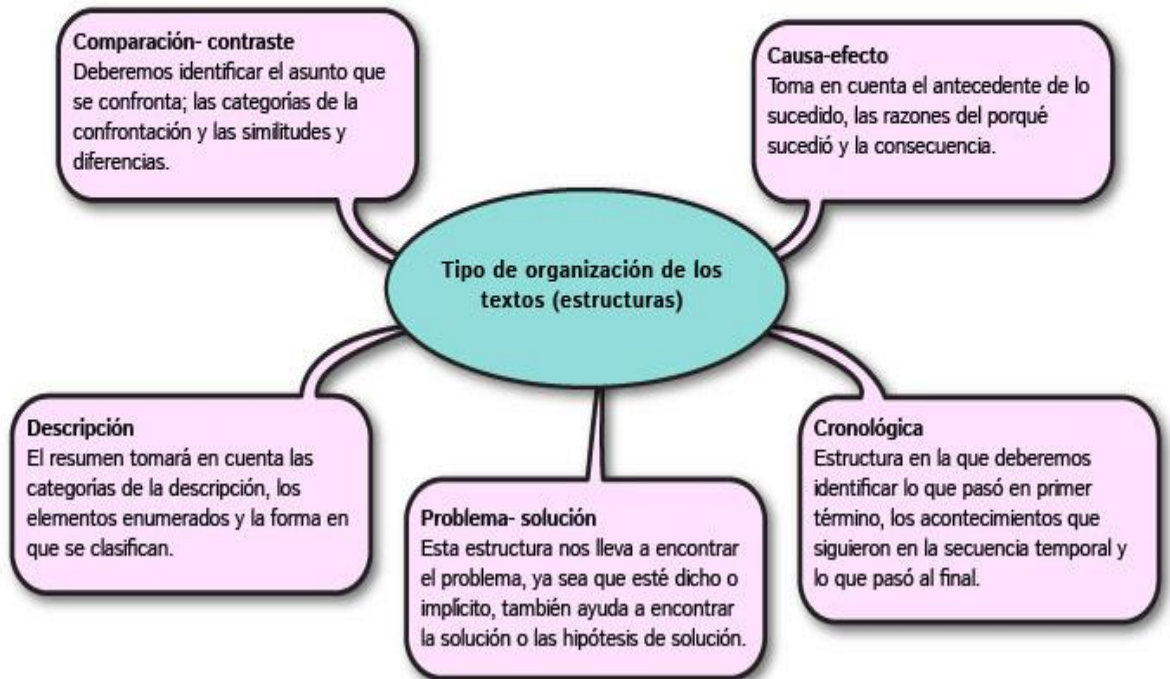 Comparación- contraste
Deberemos identificar el asunto que
se confronta; las categorías de la
confrontación y las similitudes y
diferencias.
Causa-efecto
Toma en cuenta el antecedente de lo
sucedido, las razones del porqué
sucedió y la consecuencia.
Tipo de organización de los
textos (estructuras)
Descripción
El resumen tomará en cuenta las
categorías de la descripción, los
elementos enumerados y la forma en
que se clasifican.
Problema- solución
Esta estructura nos lleva a encontrar
el problema, ya sea que esté dicho o
implícito, también ayuda a encontrar
la solución o las hipótesis de solución.
Cronológica
Estructura en la que deberemos
identificar lo que pasó en primer
término, los acontecimientos que
siguieron en la secuencia temporal y
lo que pasó al final.